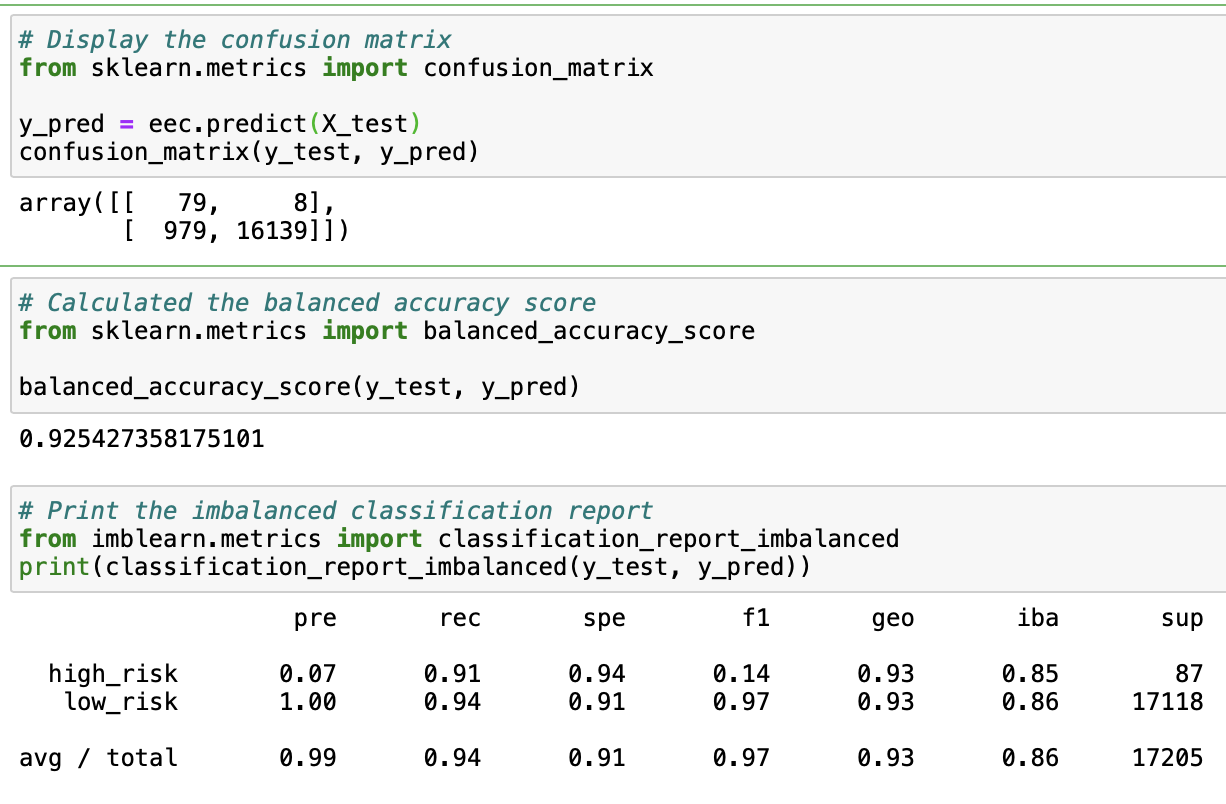 # Display the confusion matrix
from sklearn.metrics import confusion_matrix
y_pred = eec.predict(X_test)
confusion_matrix(y_test, y_pred)
array([[   79,     8],
       [  979, 16139]])
# Calculated the balanced accuracy score
from sklearn.metrics import balanced_accuracy_score
balanced_accuracy_score(y_test, y_pred)
0.925427358175101
# Print the imbalanced classification report
from imblearn.metrics import classification_report_imbalanced
print(classification_report_imbalanced(y_test, y_pred))
                   pre       rec       spe        f1       geo       iba       sup
  high_risk       0.07      0.91      0.94      0.14      0.93      0.85        87
   low_risk       1.00      0.94      0.91      0.97      0.93      0.86     17118
avg / total       0.99      0.94      0.91      0.97      0.93      0.86     17205